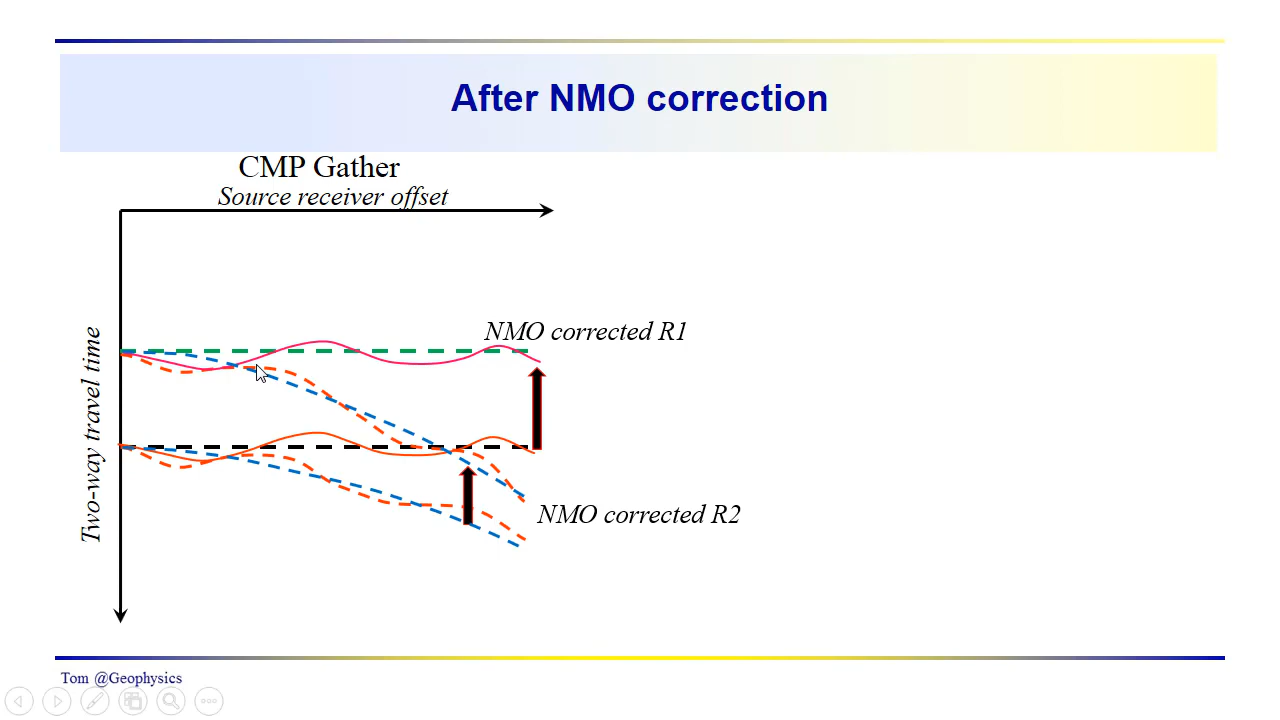 After NMO correction
CMP Gather
Source receiver offset
Two-way travel time
NMO corrected R1
NMO corrected R2
Tom @Geophysics